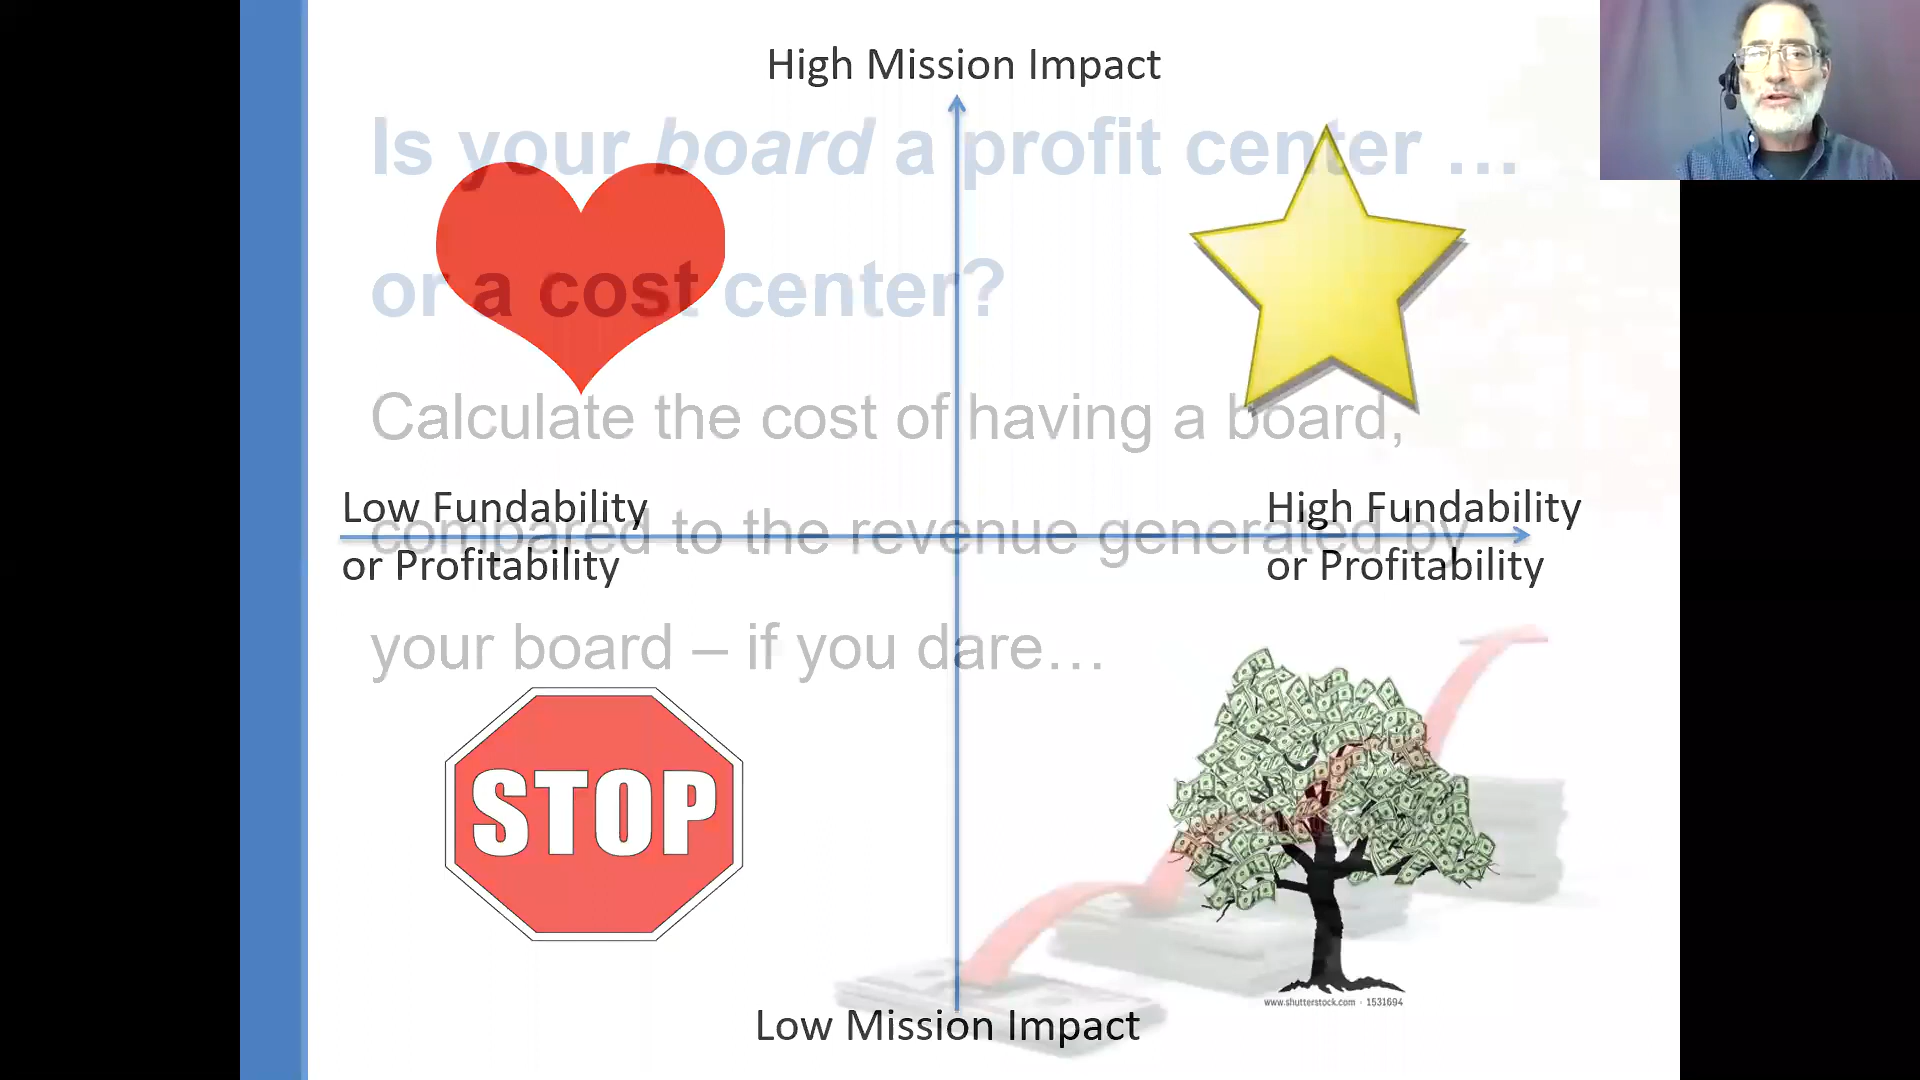 High Mission Impact
Is your board a profit center …
or a cost center?
Calculate the cost of having a board,
Low Fundability
High Fundability
compared to the revenue generated by
or Profitability
or Profitability
your board – if you dare…
STOP
www.shutterstock.com · 1531694
Low Mission Impact